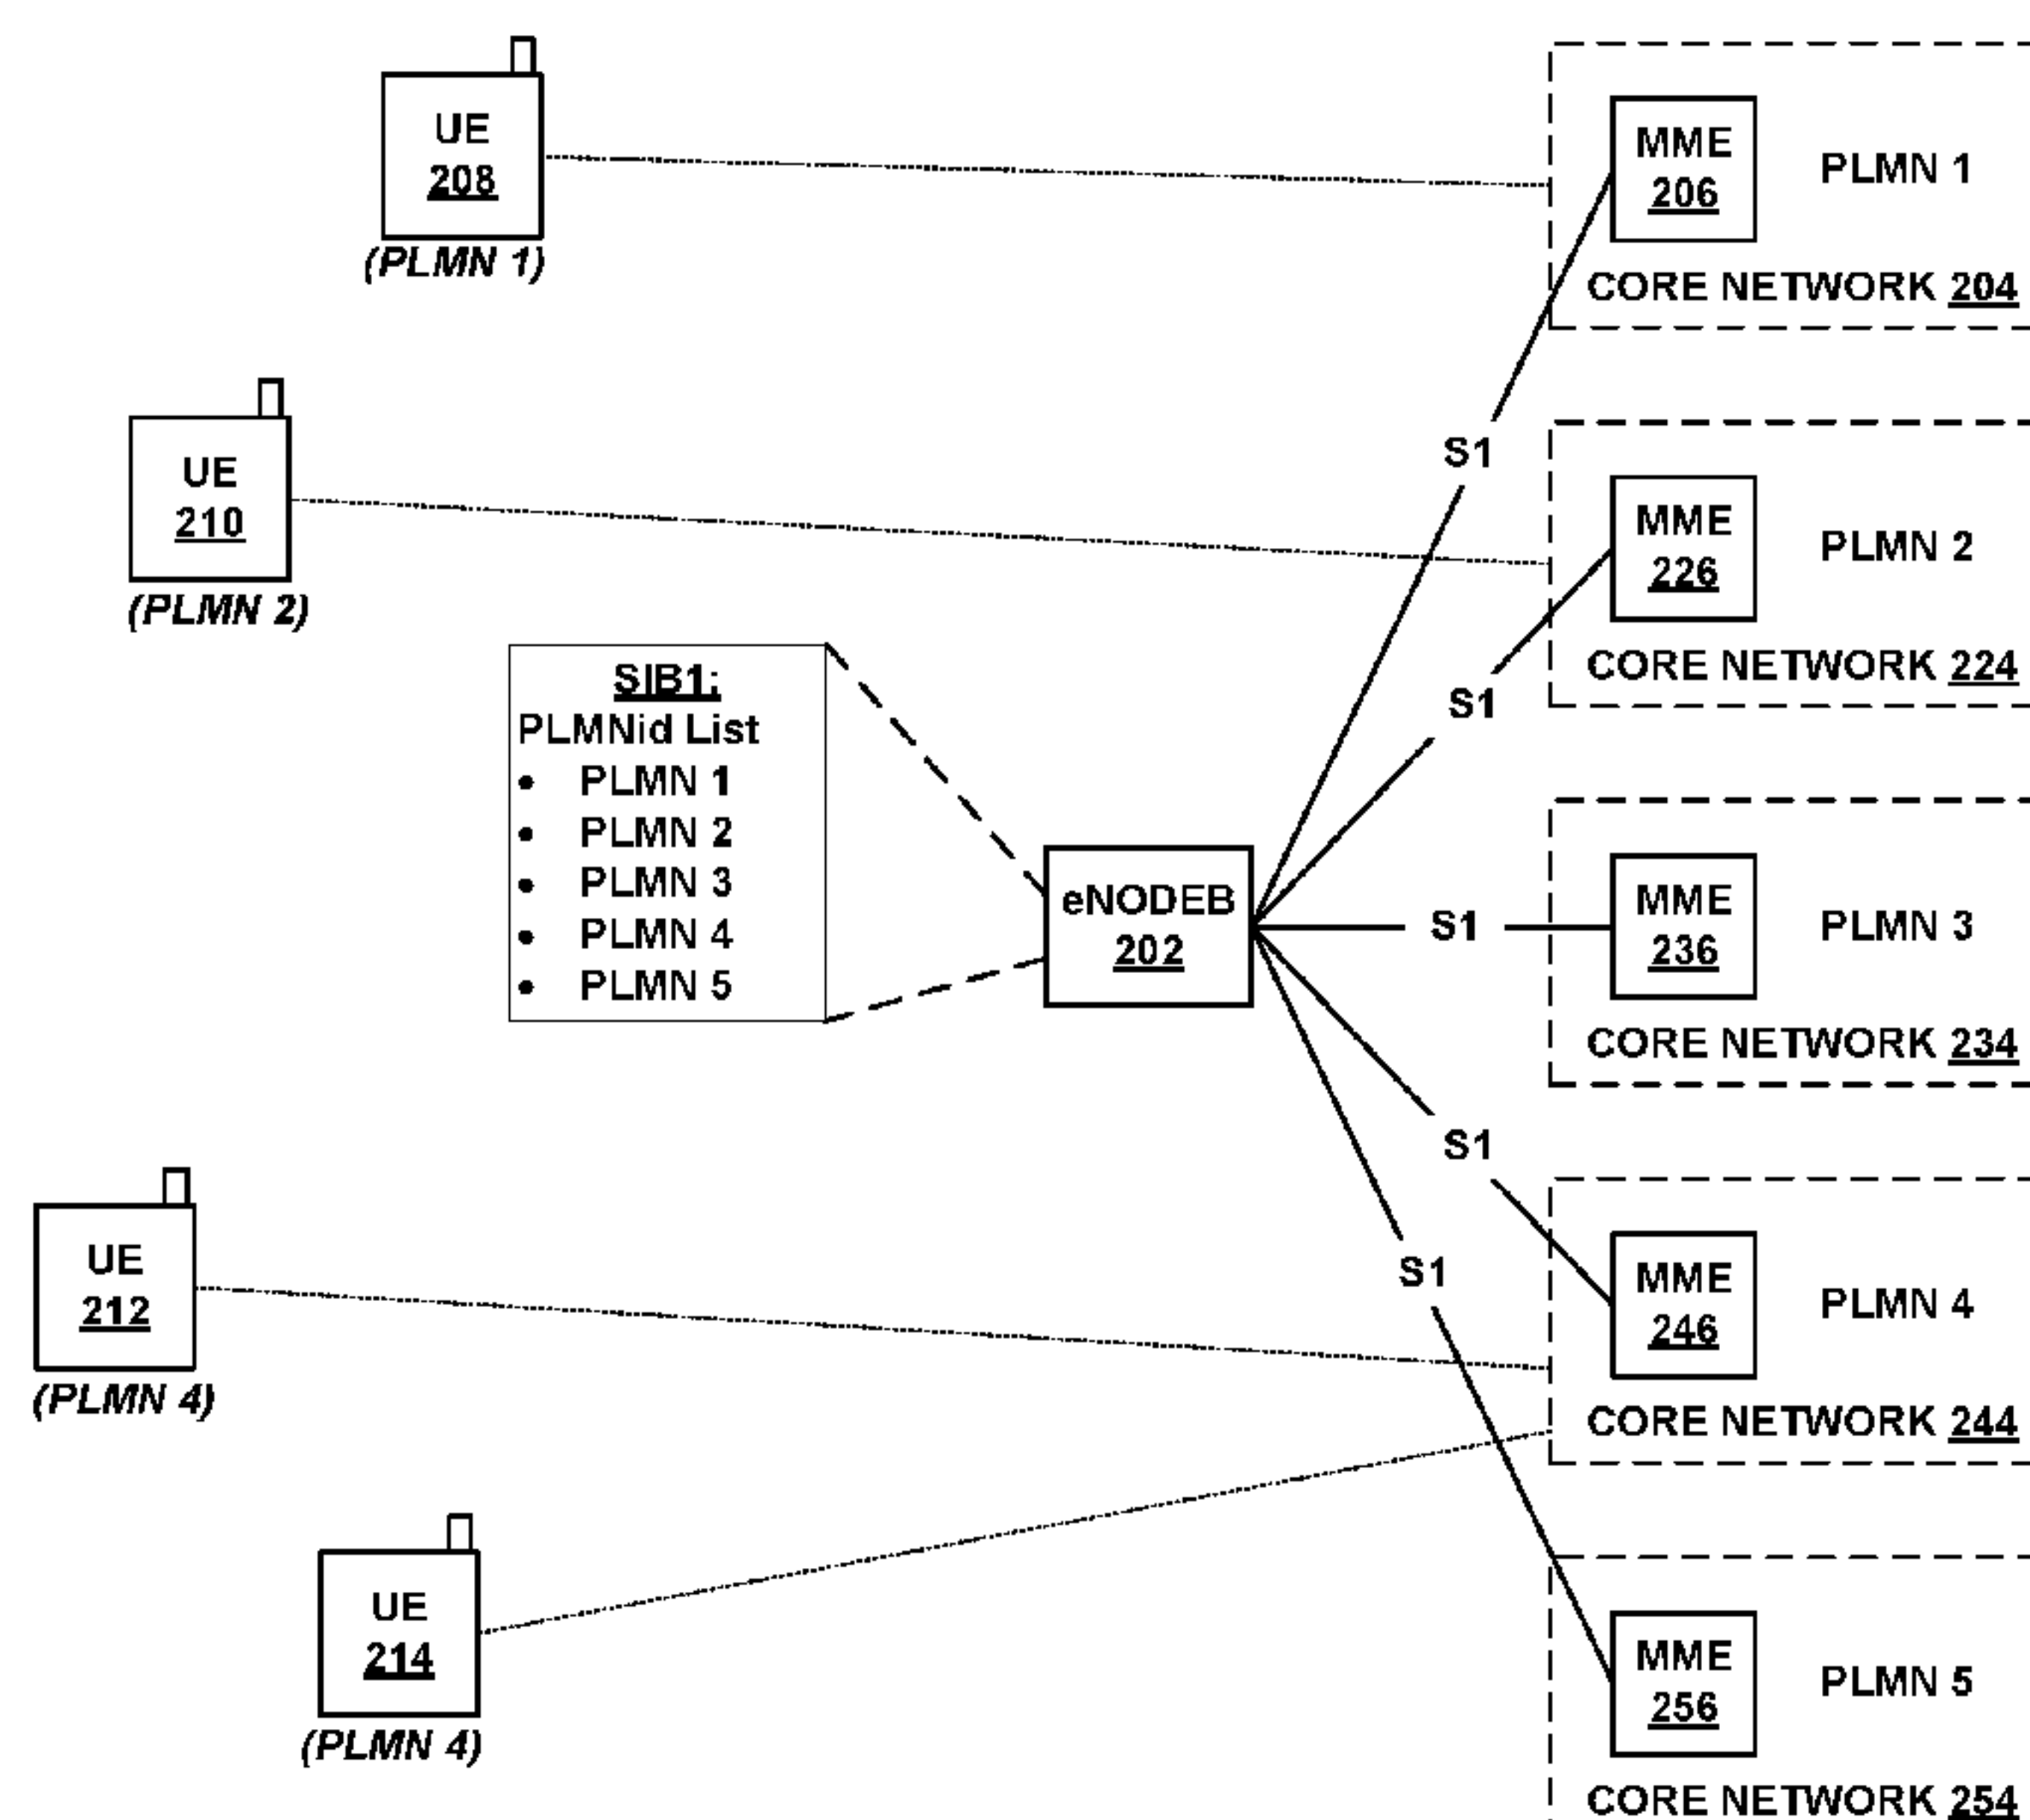 UE
208
(PLMN 1)
MME
206
PLMN 1
CORE NETWORK 204
S1
UE
210
(PLMN 2)
MME
226
PLMN 2
CORE NETWORK 224
S1
SIB1:
PLMNid List
• PLMN 1
• PLMN 2
• PLMN 3
• PLMN 4
• PLMN 5
eNODEB
202
S1
MME
236
PLMN 3
CORE NETWORK 234
S1
UE
212
(PLMN 4)
S1
MME
246
PLMN 4
CORE NETWORK 244
UE
214
(PLMN 4)
MME
256
PLMN 5
CORE NETWORK 254